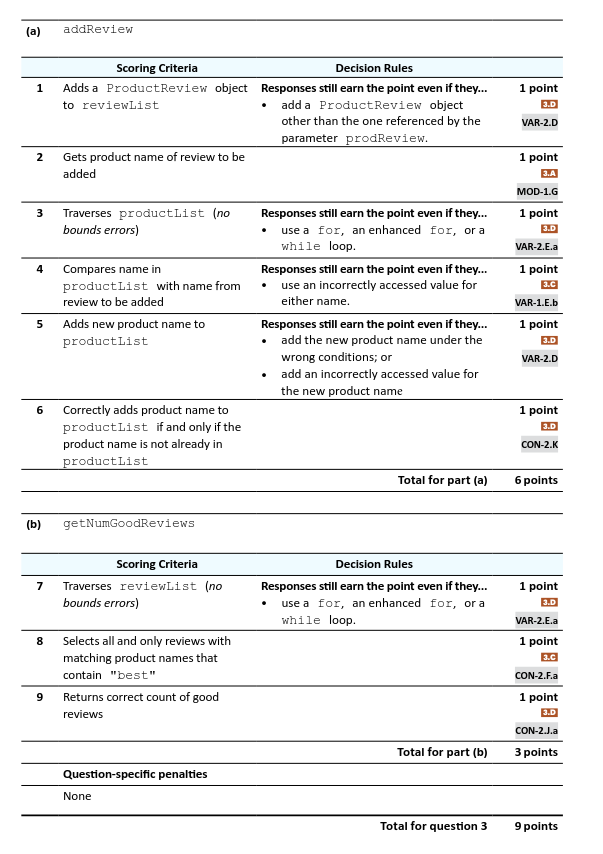 (a) addReview
Scoring Criteria Decision Rules
1 Adds a ProductReview object Responses still earn the point even if they... 1 point
to reviewList • add a ProductReview object 3.D
other than the one referenced by the VAR-2.D
parameter prodReview.
2 Gets product name of review to be 1 point
added 3.A
MOD-1.G
3 Traverses productList (no Responses still earn the point even if they... 1 point
bounds errors) • use a for, an enhanced for, or a 3.D
while loop. VAR-2.E.a
4 Compares name in Responses still earn the point even if they... 1 point
productList with name from • use an incorrectly accessed value for 3.C
review to be added either name. VAR-1.E.b
5 Adds new product name to Responses still earn the point even if they... 1 point
productList • add the new product name under the 3.D
wrong conditions; or VAR-2.D
• add an incorrectly accessed value for
the new product name
6 Correctly adds product name to 1 point
productList if and only if the 3.D
product name is not already in CON-2.K
productList
Total for part (a) 6 points
(b) getNumGoodReviews
Scoring Criteria Decision Rules
7 Traverses reviewList (no Responses still earn the point even if they... 1 point
bounds errors) • use a for, an enhanced for, or a 3.D
while loop. VAR-2.E.a
8 Selects all and only reviews with 1 point
matching product names that 3.C
contain "best" CON-2.F.a
9 Returns correct count of good 1 point
reviews 3.D
CON-2.J.a
Total for part (b) 3 points
Question-specific penalties
None
Total for question 3 9 points